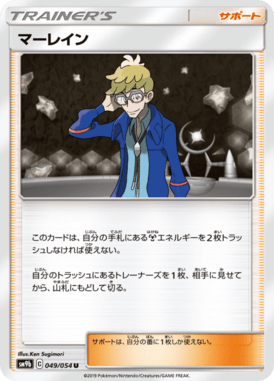 TRAINER'S
サポート
マーレイン
このカードは、自分の手札にあるエネルギーを2枚トラッ
シュしなければ使えない。
自分のトラッシュにあるトレーナーズを1枚、相手に見せて
から、山札にもどして切る。
Illus.Ken Sugimori
サポートは、自分の番に1枚しか使えない。
SM9b C 049/054 U
©2019 Pokémon/Nintendo/Creatures/GAME FREAK.